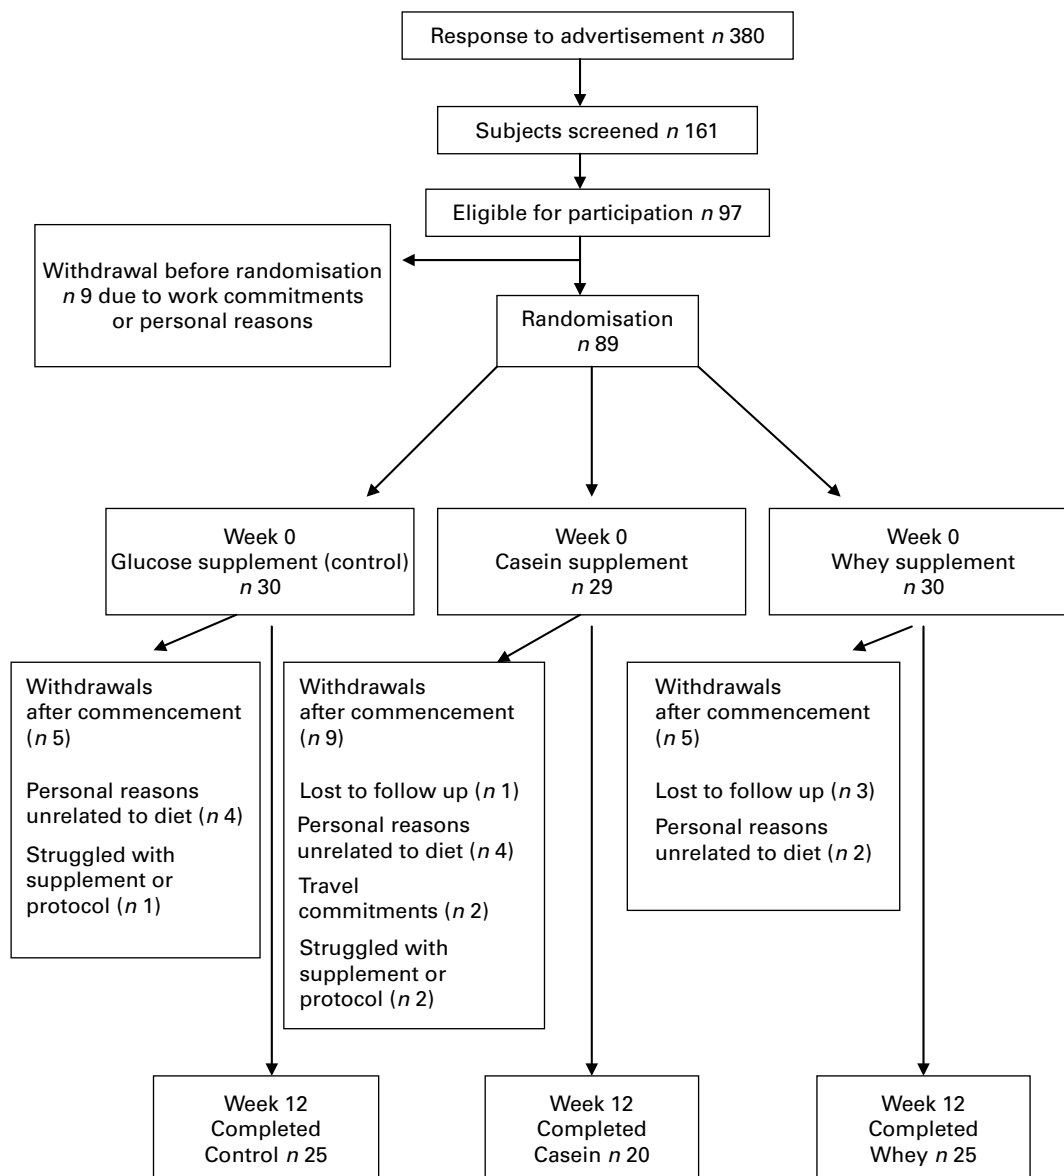 Response to advertisement n 380
Subjects screened n 161
Eligible for participation n 97
Withdrawal before randomisation
n 9 due to work commitments
or personal reasons
Randomisation
n 89
Week 0
Glucose supplement (control)
n 30
Week 0
Casein supplement
n 29
Week 0
Whey supplement
n 30
Withdrawals
after commencement
(n 5)
Personal reasons
unrelated to diet (n 4)
Struggled with
supplement or
protocol (n 1)
Withdrawals
after commencement
(n 9)
Lost to follow up (n 1)
Personal reasons
unrelated to diet (n 4)
Travel
commitments (n 2)
Struggled with
supplement or
protocol (n 2)
Withdrawals
after commencement
(n 5)
Lost to follow up (n 3)
Personal reasons
unrelated to diet (n 2)
Week 12
Completed
Control n 25
Week 12
Completed
Casein n 20
Week 12
Completed
Whey n 25